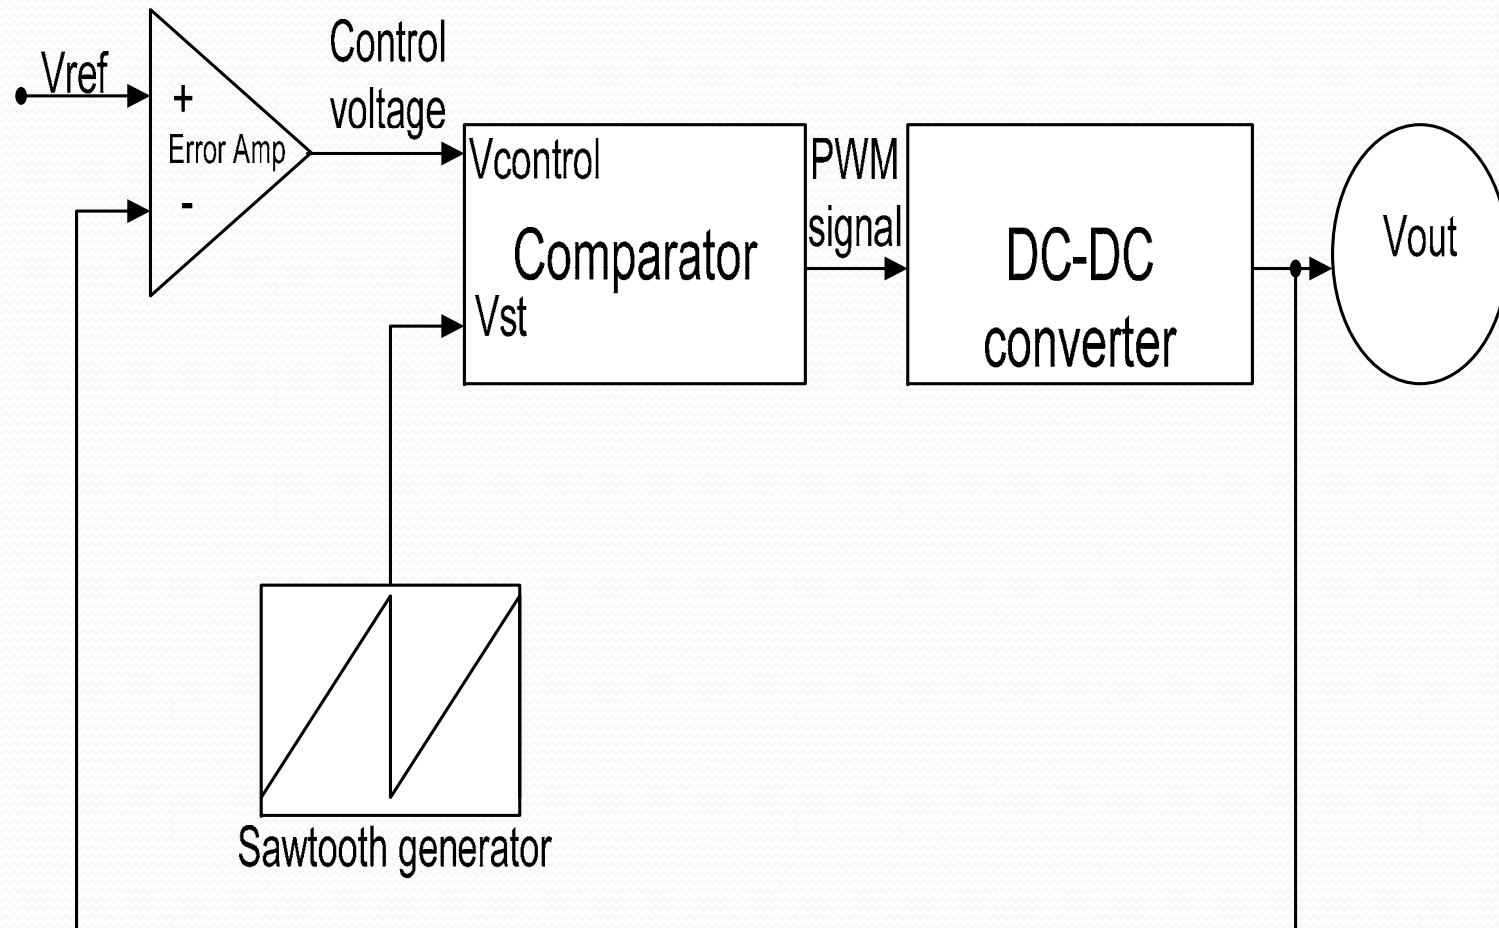 Vref
+
Error Amp
-
Control
voltage
Vcontrol
Comparator
Vst
PWM
signal
DC-DC
converter
Vout
Sawtooth generator